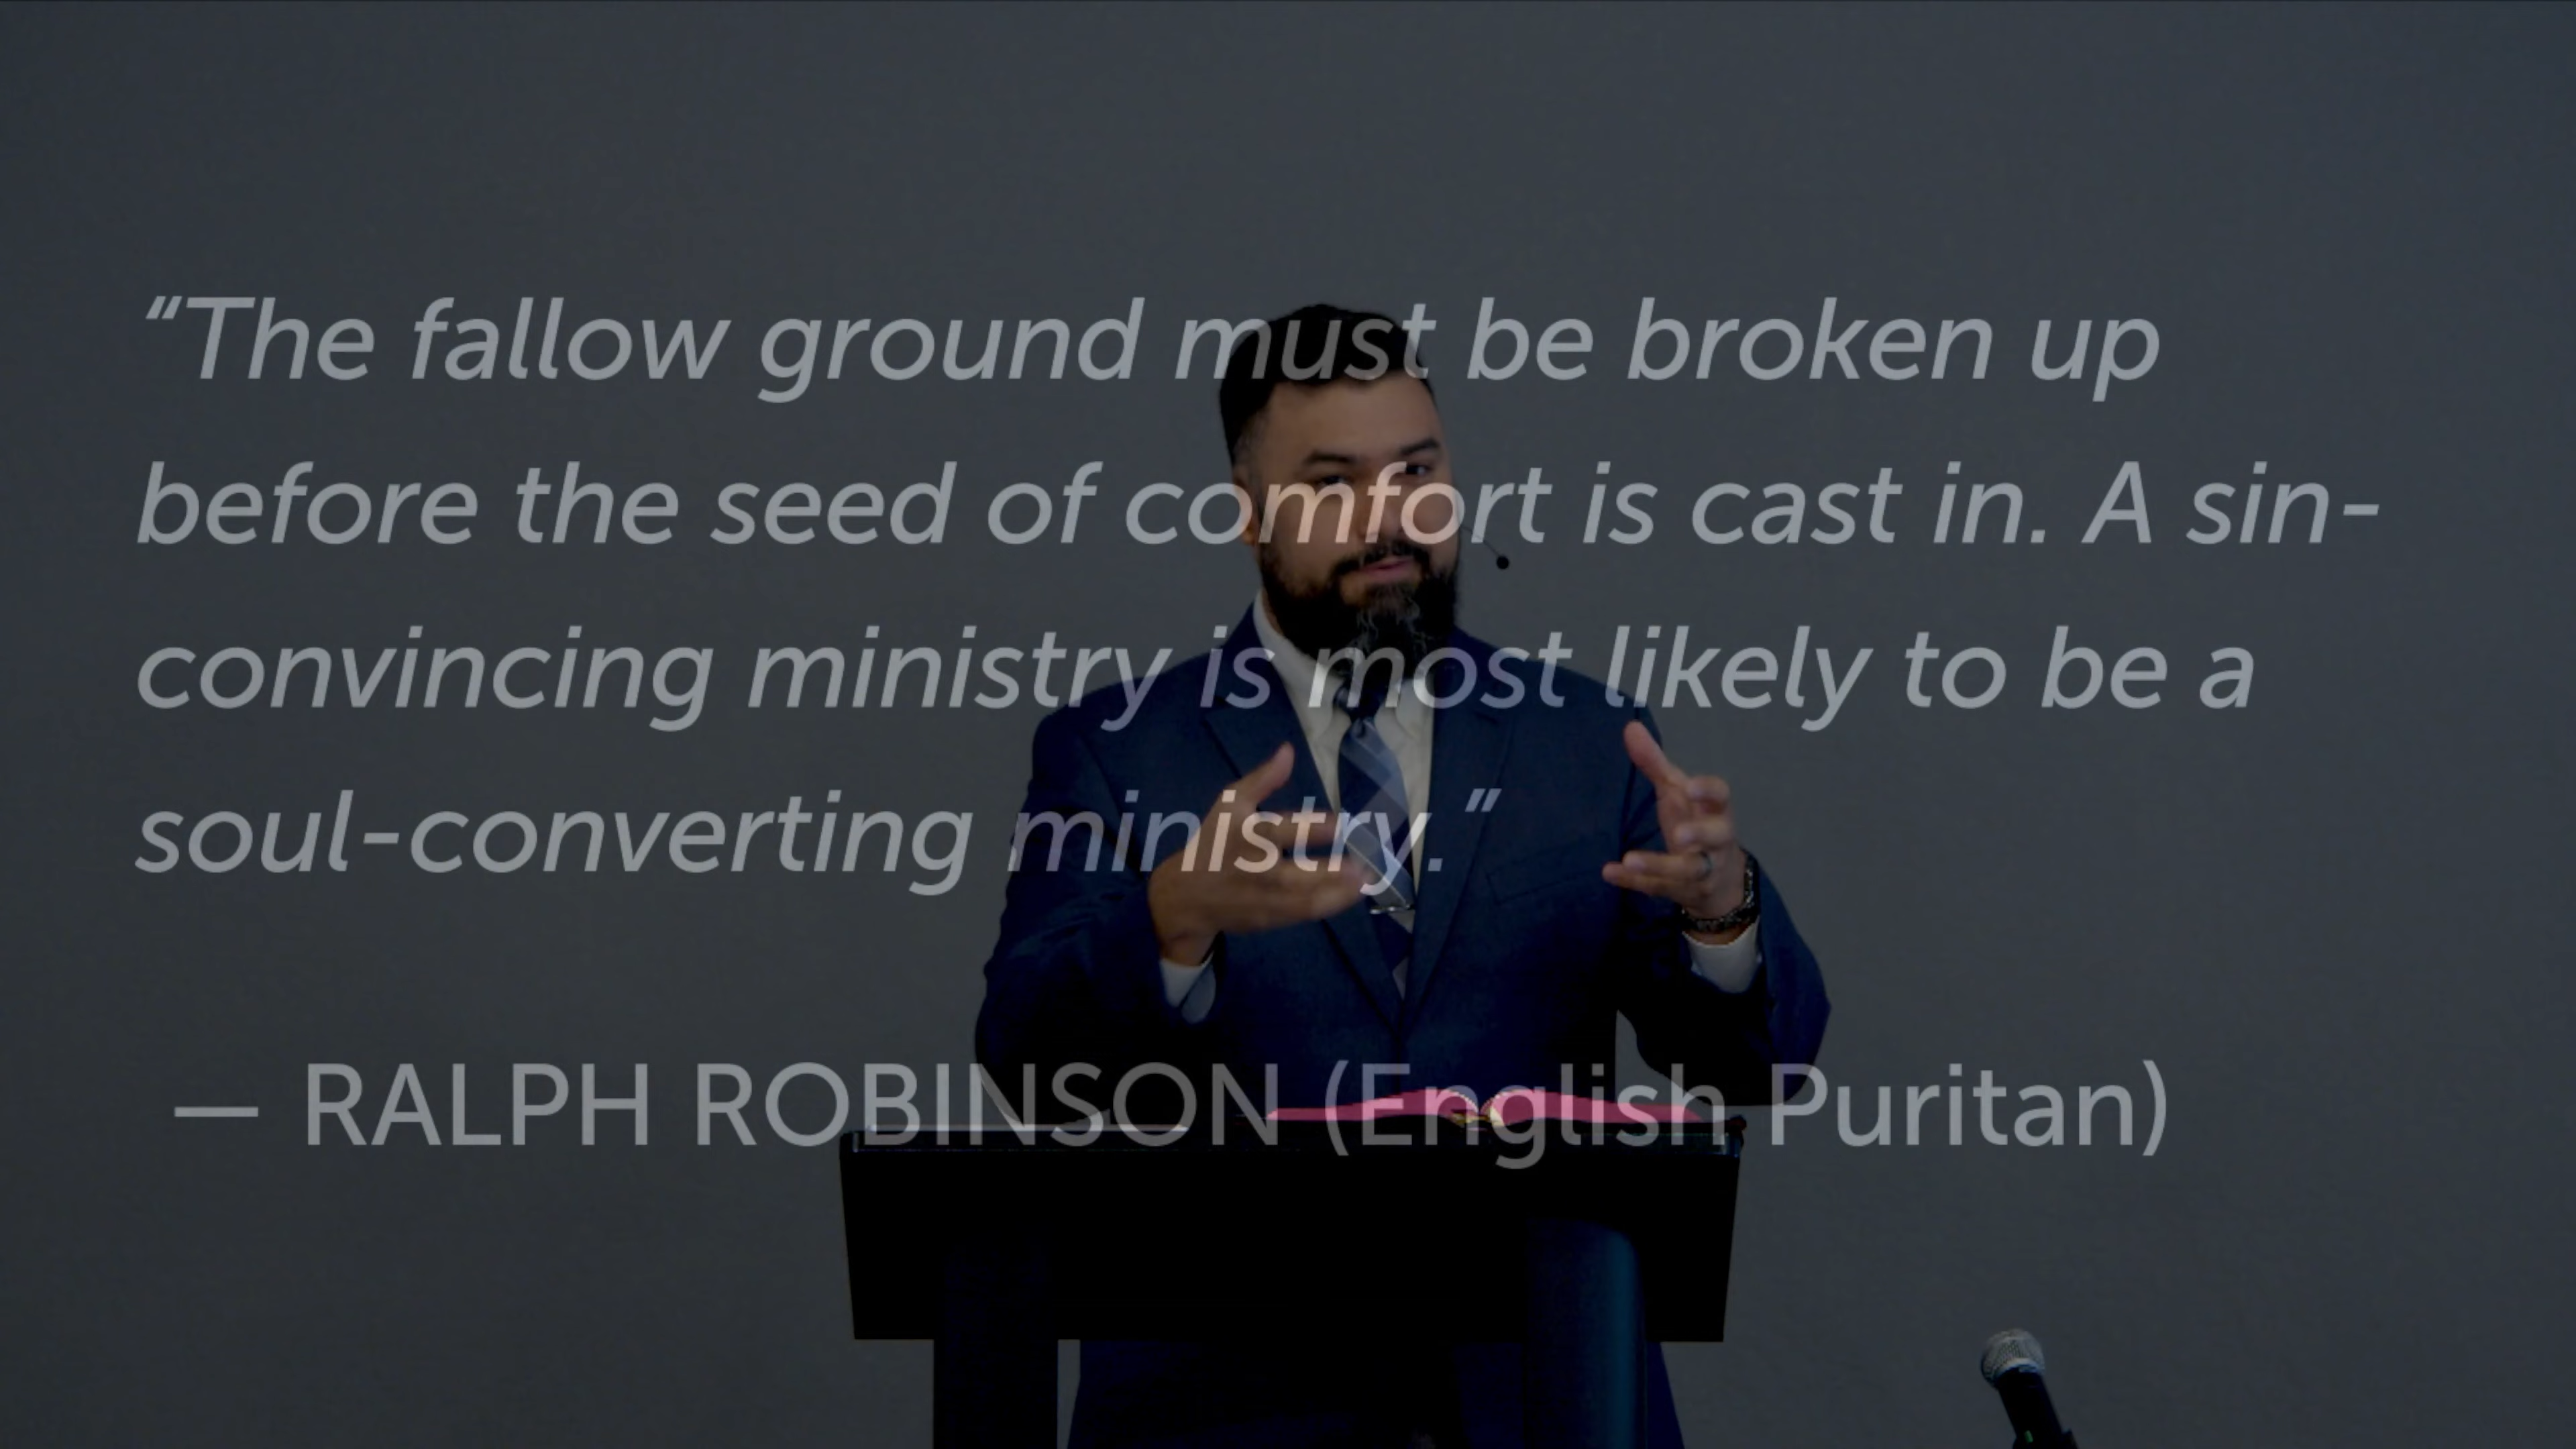 “The fallow ground must be broken up
before the seed of comfort is cast in. A sin-
convincing ministry is most likely to be a
soul-converting ministry.”
— RALPH ROBINSON (English Puritan)